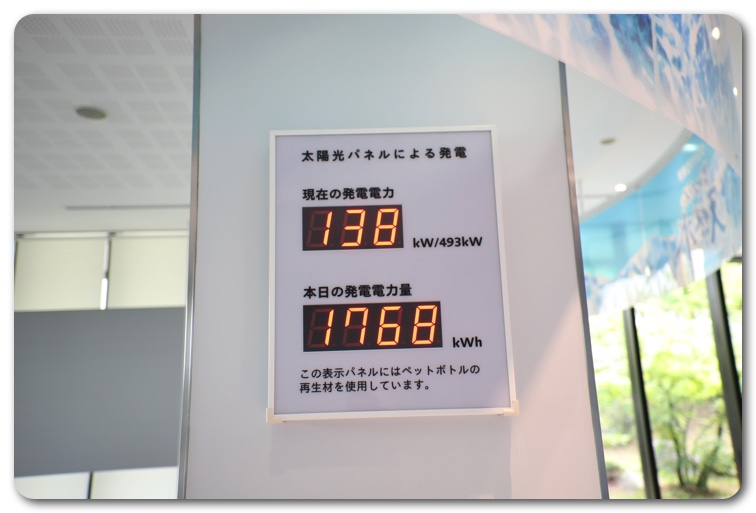 太陽光パネルによる発電
現在の発電電力
138 kW/493kW
本日の発電電力量
1768 kWh
この表示パネルにはペットボトルの
再生材を使用しています。